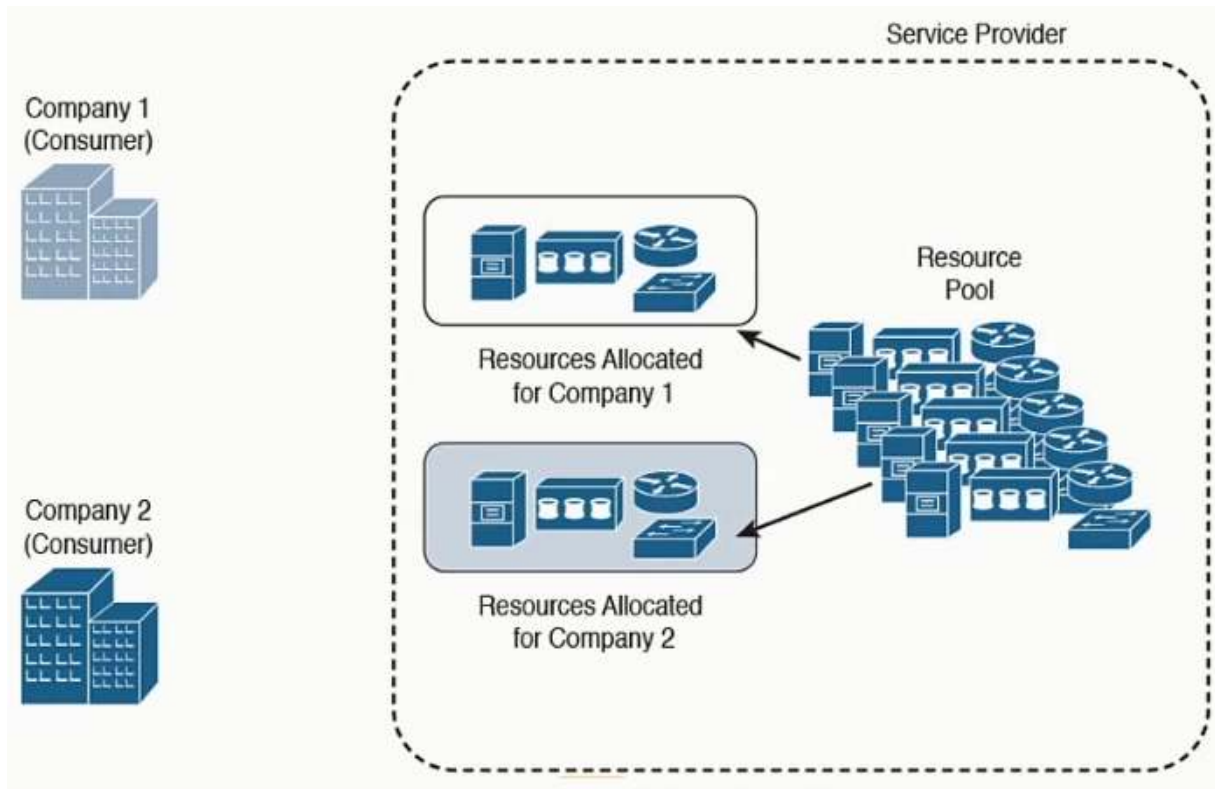 Service Provider
Company 1
(Consumer)
Resource
Pool
Resources Allocated
for Company 1
Company 2
(Consumer)
Resources Allocated
for Company 2